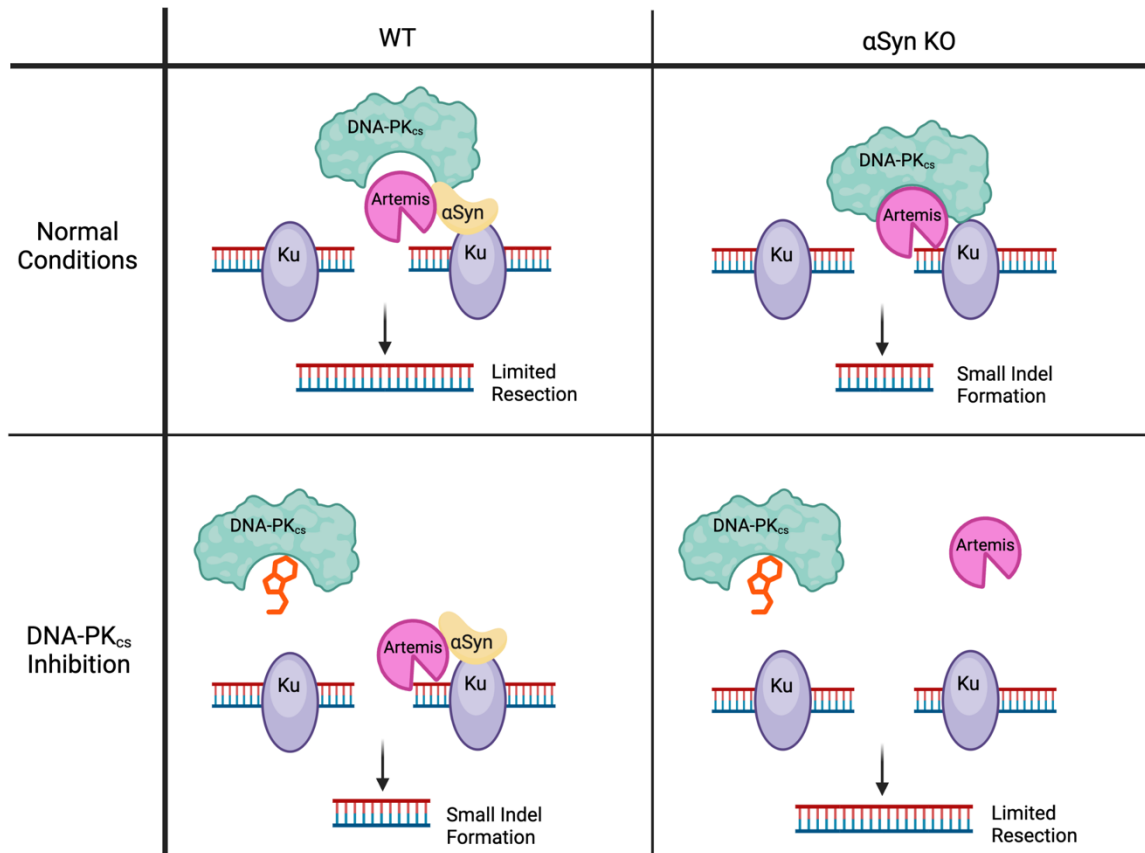 WT
αSyn KO
Normal
Conditions
DNA-PKcs
Artemis
αSyn
Ku
Ku
Limited
Resection
DNA-PKcs
Artemis
Ku
Ku
Small Indel
Formation
DNA-PKcs
Inhibition
DNA-PKcs
Artemis
αSyn
Ku
Ku
Small Indel
Formation
DNA-PKcs
Artemis
Ku
Ku
Limited
Resection